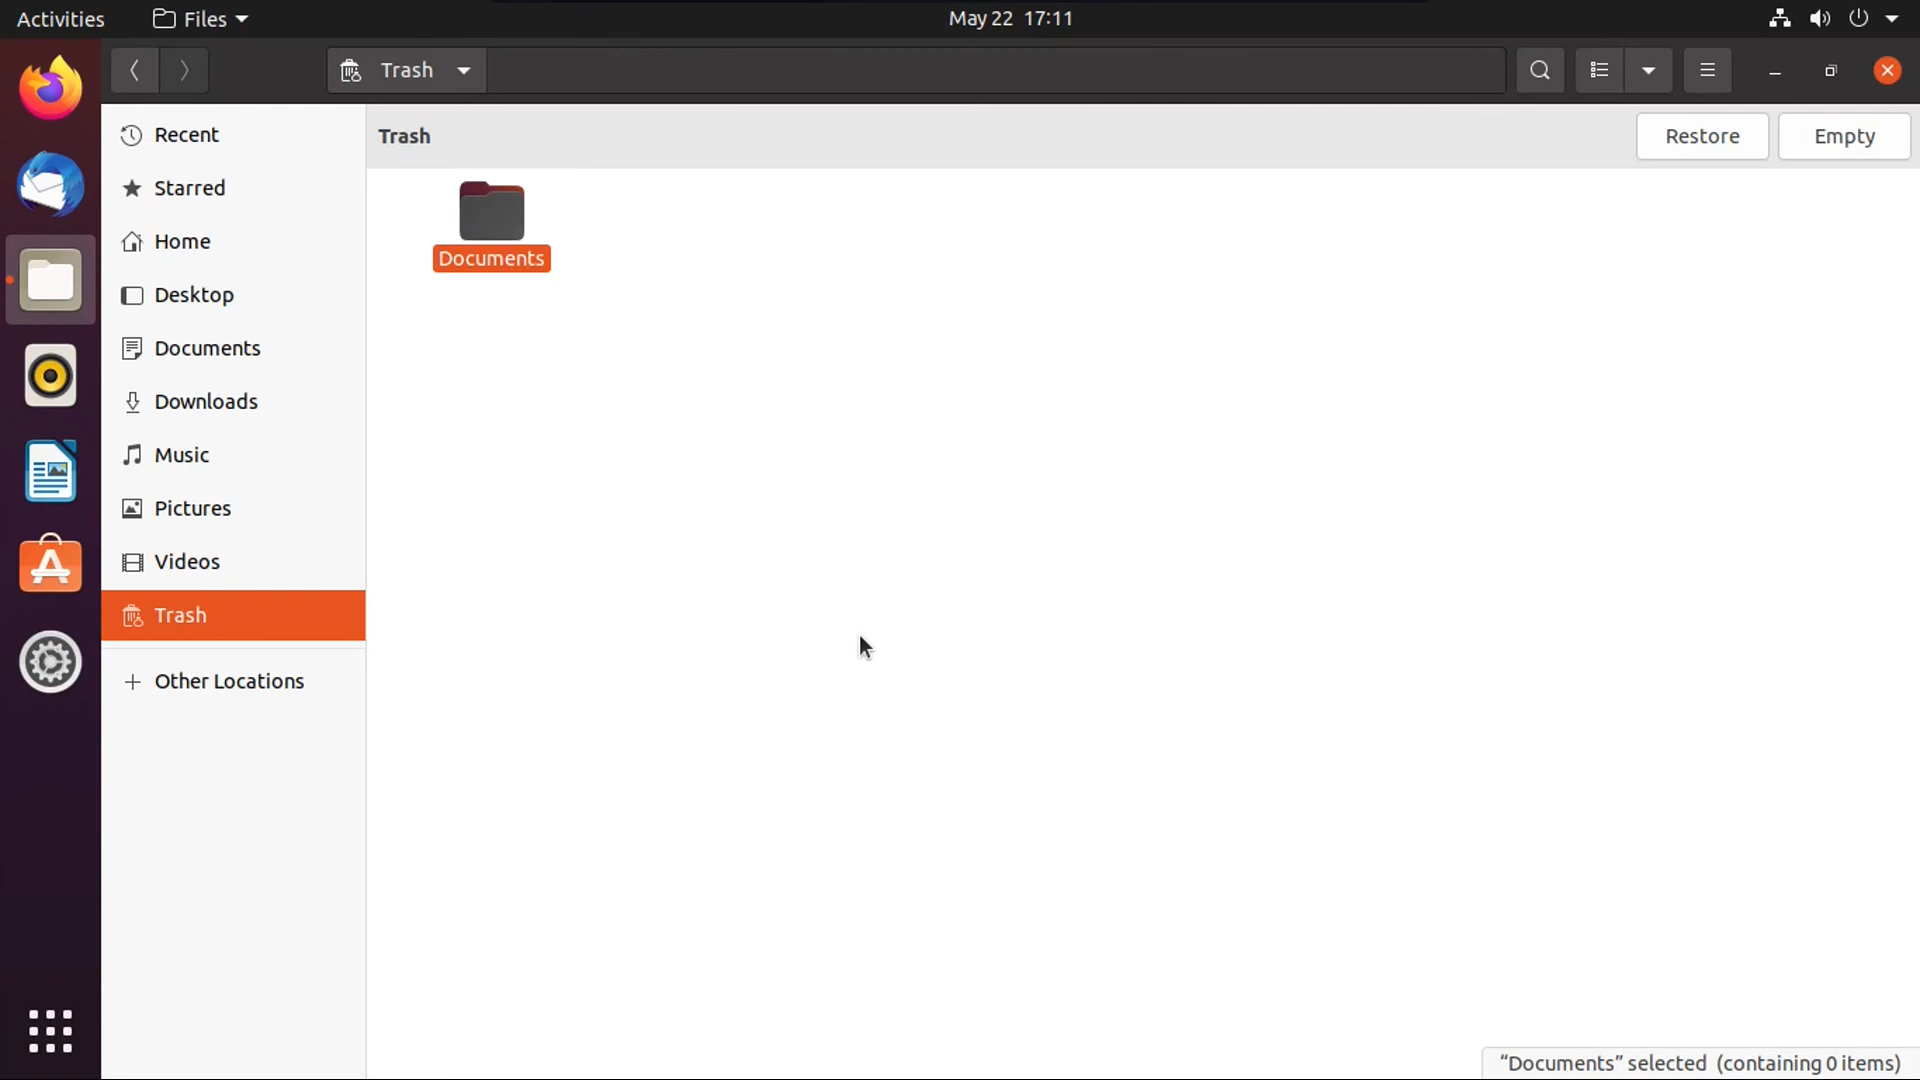 Activities
Files
May 22 17:11
Trash
Recent
Starred
Home
Desktop
Documents
Downloads
Music
Pictures
Videos
Trash
Other Locations
Trash
Restore
Empty
Documents
“Documents” selected (containing 0 items)